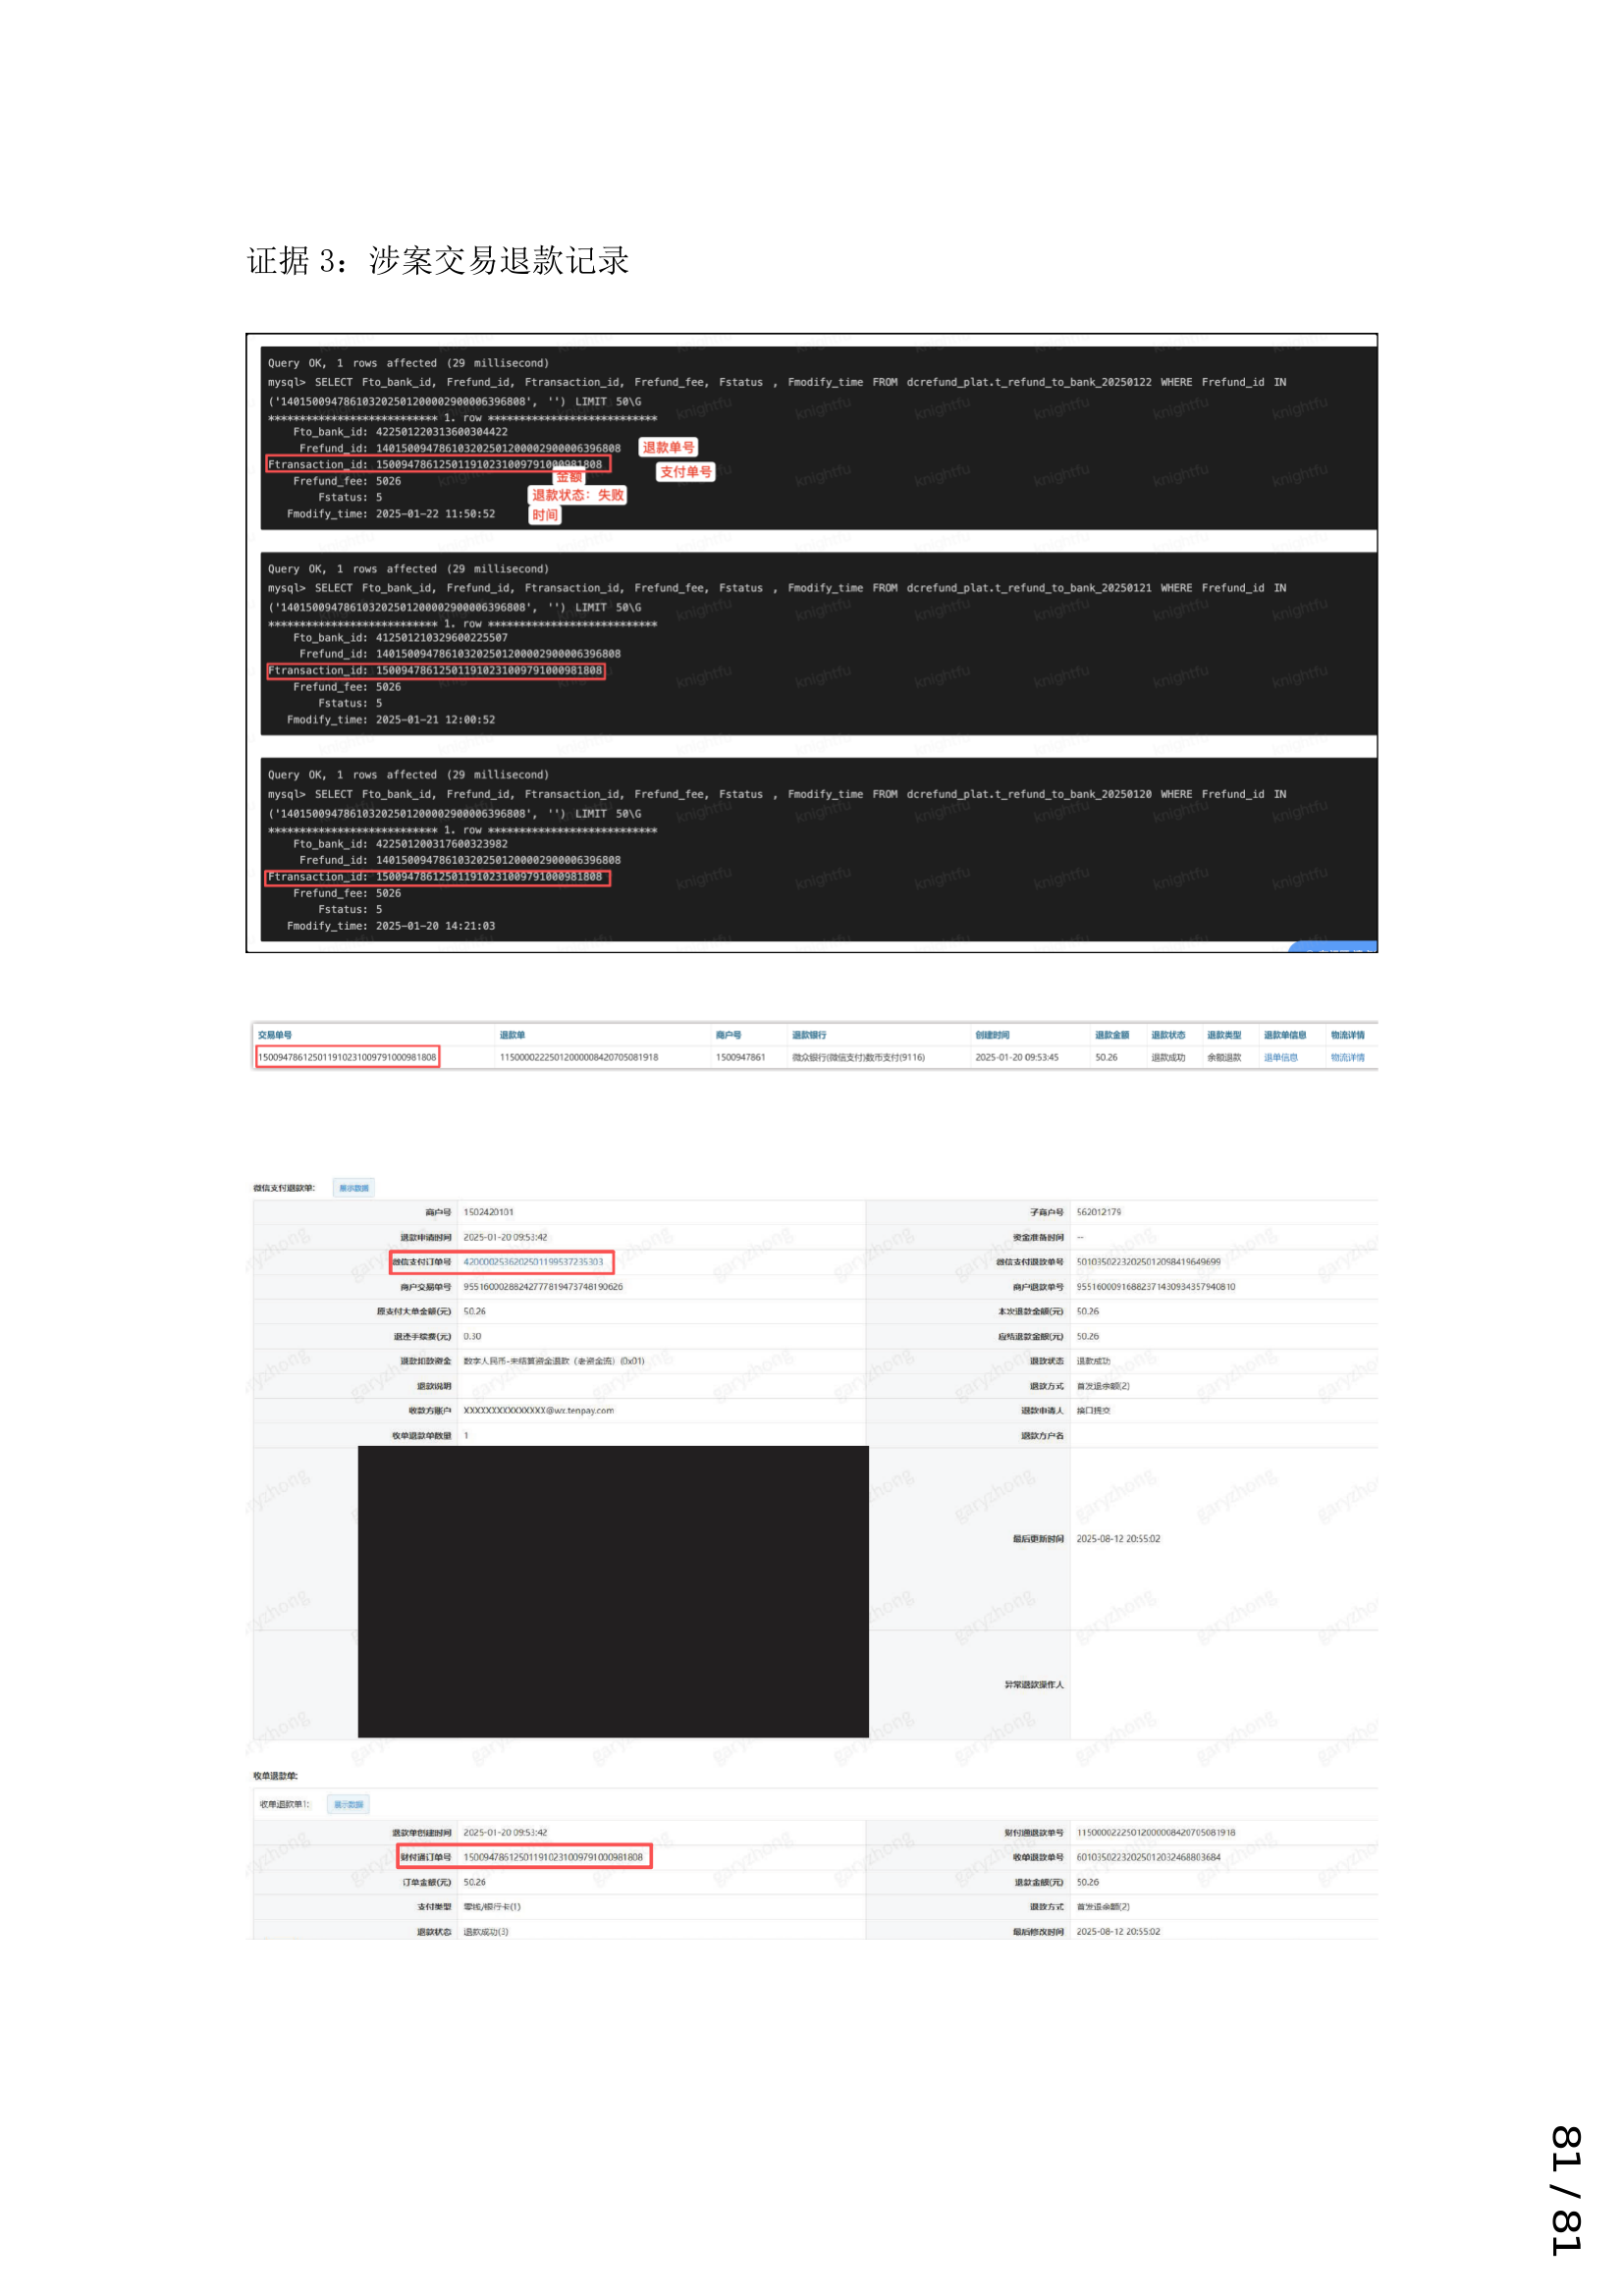 证据 3：涉案交易退款记录
Query OK, 1 rows affected (29 millisecond)
mysql> SELECT Fto_bank_id, Frefund_id, Ftransaction_id, Frefund_fee, Fstatus , Fmodify_time FROM dcrefund_plat.t_refund_to_bank_20250122 WHERE Frefund_id IN
('140150094786103202501200002900006396808', '') LIMIT 50\G
*************************** 1. row ***************************
Fto_bank_id: 422501220313600304422
Frefund_id: 140150094786103202501200002900006396808 退款单号
Ftransaction_id: 1500947861250119102310097910009818​08 支付单号
Frefund_fee: 5026 金额
Fstatus: 5 退款状态：失败
Fmodify_time: 2025-01-22 11:50:52 时间
Query OK, 1 rows affected (29 millisecond)
mysql> SELECT Fto_bank_id, Frefund_id, Ftransaction_id, Frefund_fee, Fstatus , Fmodify_time FROM dcrefund_plat.t_refund_to_bank_20250121 WHERE Frefund_id IN
('140150094786103202501200002900006396808', '') LIMIT 50\G
*************************** 1. row ***************************
Fto_bank_id: 412501210329600225507
Frefund_id: 140150094786103202501200002900006396808
Ftransaction_id: 150094786125011910231009791000981808
Frefund_fee: 5026
Fstatus: 5
Fmodify_time: 2025-01-21 12:00:52
Query OK, 1 rows affected (29 millisecond)
mysql> SELECT Fto_bank_id, Frefund_id, Ftransaction_id, Frefund_fee, Fstatus , Fmodify_time FROM dcrefund_plat.t_refund_to_bank_20250120 WHERE Frefund_id IN
('140150094786103202501200002900006396808', '') LIMIT 50\G
*************************** 1. row ***************************
Fto_bank_id: 422501200317600323982
Frefund_id: 140150094786103202501200002900006396808
Ftransaction_id: 150094786125011910231009791000981808
Frefund_fee: 5026
Fstatus: 5
Fmodify_time: 2025-01-20 14:21:03
交易单号 退款单 商户号 退款银行 创建时间 退款金额 退款状态 退款类型 退款单信息 物流详情
150094786125011910231009791000981808 11500002225012000008420705081918 1500947861 微众银行(微信支付)数币支付(9116) 2025-01-20 09:53:45 50.26 退款成功 余额退款 退单信息 物流详情
微信支付退款单: 展示数据
商户号 1502420101 子商户号 562012179
退款申请时间 2025-01-20 09:53:42 资金准备时间 --
微信支付订单号 4200002536202501199537235303 微信支付退款单号 50103502232025012098419649699
商户交易单号 95516000288242777819473748190626 商户退款单号 95516000916882371430934357940810
原支付大单金额(元) 50.26 本次退款金额(元) 50.26
退还手续费(元) 0.30 应结退款金额(元) 50.26
退款扣款资金 数字人民币-未结算资金退款（老资金流）(0x01) 退款状态 退款成功
退款说明 退款方式 首发退余额(2)
收款方账户 XXXXXXXXXXXXXXX@wx.tenpay.com 退款申请人 接口提交
收单退款单数量 1 退款方户名
最后更新时间 2025-08-12 20:55:02
异常退款操作人
收单退款单:
收单退款单1: 展示数据
退款单创建时间 2025-01-20 09:53:42 财付通退款单号 11500002225012000008420705081918
财付通订单号 150094786125011910231009791000981808 收单退款单号 60103502232025012032468803684
订单金额(元) 50.26 退款金额(元) 50.26
支付类型 零钱/银行卡(1) 退款方式 首发退余额(2)
退款状态 退款成功(3) 最后修改时间 2025-08-12 20:55:02
81 / 81